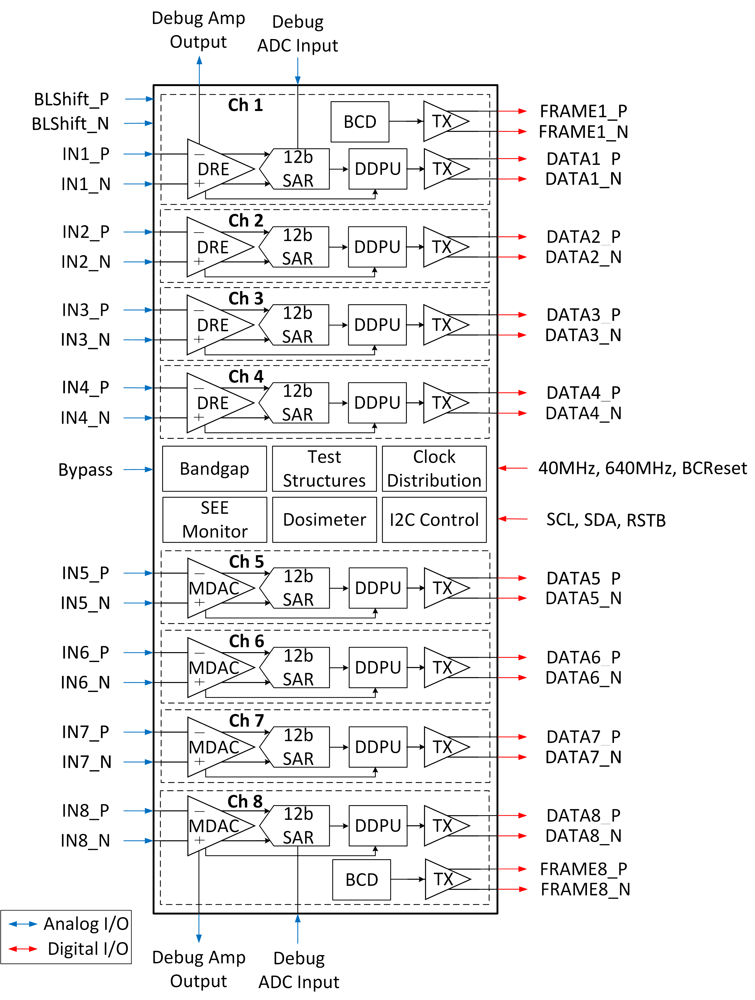 Debug Amp
Output
Debug
ADC Input
BLShift_P
BLShift_N
IN1_P
IN1_N
Ch 1
BCD
TX
DRE
12b
SAR
DDPU
TX
FRAME1_P
FRAME1_N
DATA1 P
DATA1_N
IN2_P
IN2_N
Ch 2
DRE
12b
SAR
DDPU
TX
DATA2_P
DATA2_N
IN3_P
IN3_N
Ch 3
DRE
12b
SAR
DDPU
TX
DATA3_P
DATA3_N
IN4_P
IN4_N
Ch 4
DRE
12b
SAR
DDPU
TX
DATA4_P
DATA4_N
Bypass
Bandgap
Test
Structures
Clock
Distribution
40MHz, 640MHz, BCReset
SEE
Monitor
Dosimeter
I2C Control
SCL, SDA, RSTB
IN5_P
IN5_N
Ch 5
MDAC
12b
SAR
DDPU
TX
DATA5 P
DATA5_N
IN6_P
IN6_N
Ch 6
MDAC
12b
SAR
DDPU
TX
DATA6_P
DATA6_N
IN7_P
IN7_N
Ch 7
MDAC
12b
SAR
DDPU
TX
DATA7_P
DATA7_N
IN8_P
IN8_N
Ch 8
MDAC
12b
SAR
DDPU
TX
DATA8_P
DATA8_N
BCD
TX
FRAME8_P
FRAME8_N
Analog I/O
Digital I/O
Debug Amp
Output
Debug
ADC Input